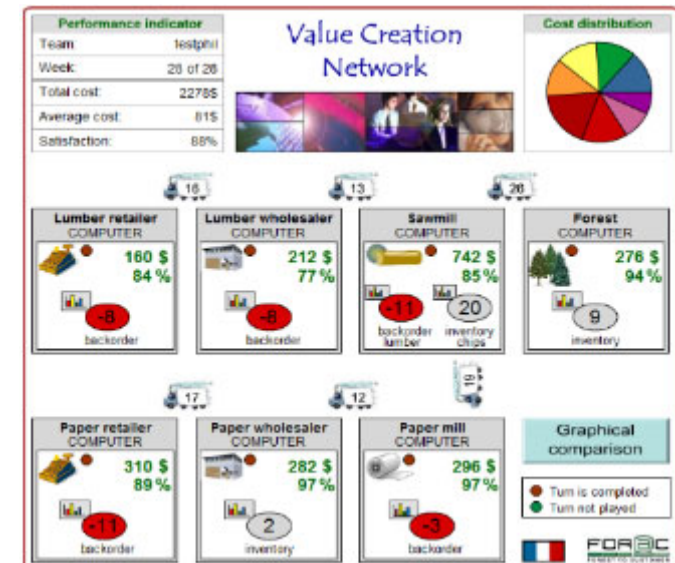 Performance indicator
Team testphil
Week: 28 of 28
Total cost: 2278$
Average cost: 81$
Satisfaction: 88%
Value Creation
Network
Cost distribution
16
13
26
Lumber retailer
COMPUTER
160 $
84 %
-8
backorder
Lumber wholesaler
COMPUTER
212 $
77 %
-8
backorder
Sawmill
COMPUTER
742 $
85 %
-11
backorder
lumber
20
inventory
chips
Forest
COMPUTER
276 $
94 %
9
inventory
17
12
19
Paper retailer
COMPUTER
310 $
89 %
-11
backorder
Paper wholesaler
COMPUTER
282 $
97 %
2
inventory
Paper mill
COMPUTER
296 $
97 %
-3
backorder
Graphical
comparison
Turn is completed
Turn not played
FORAC